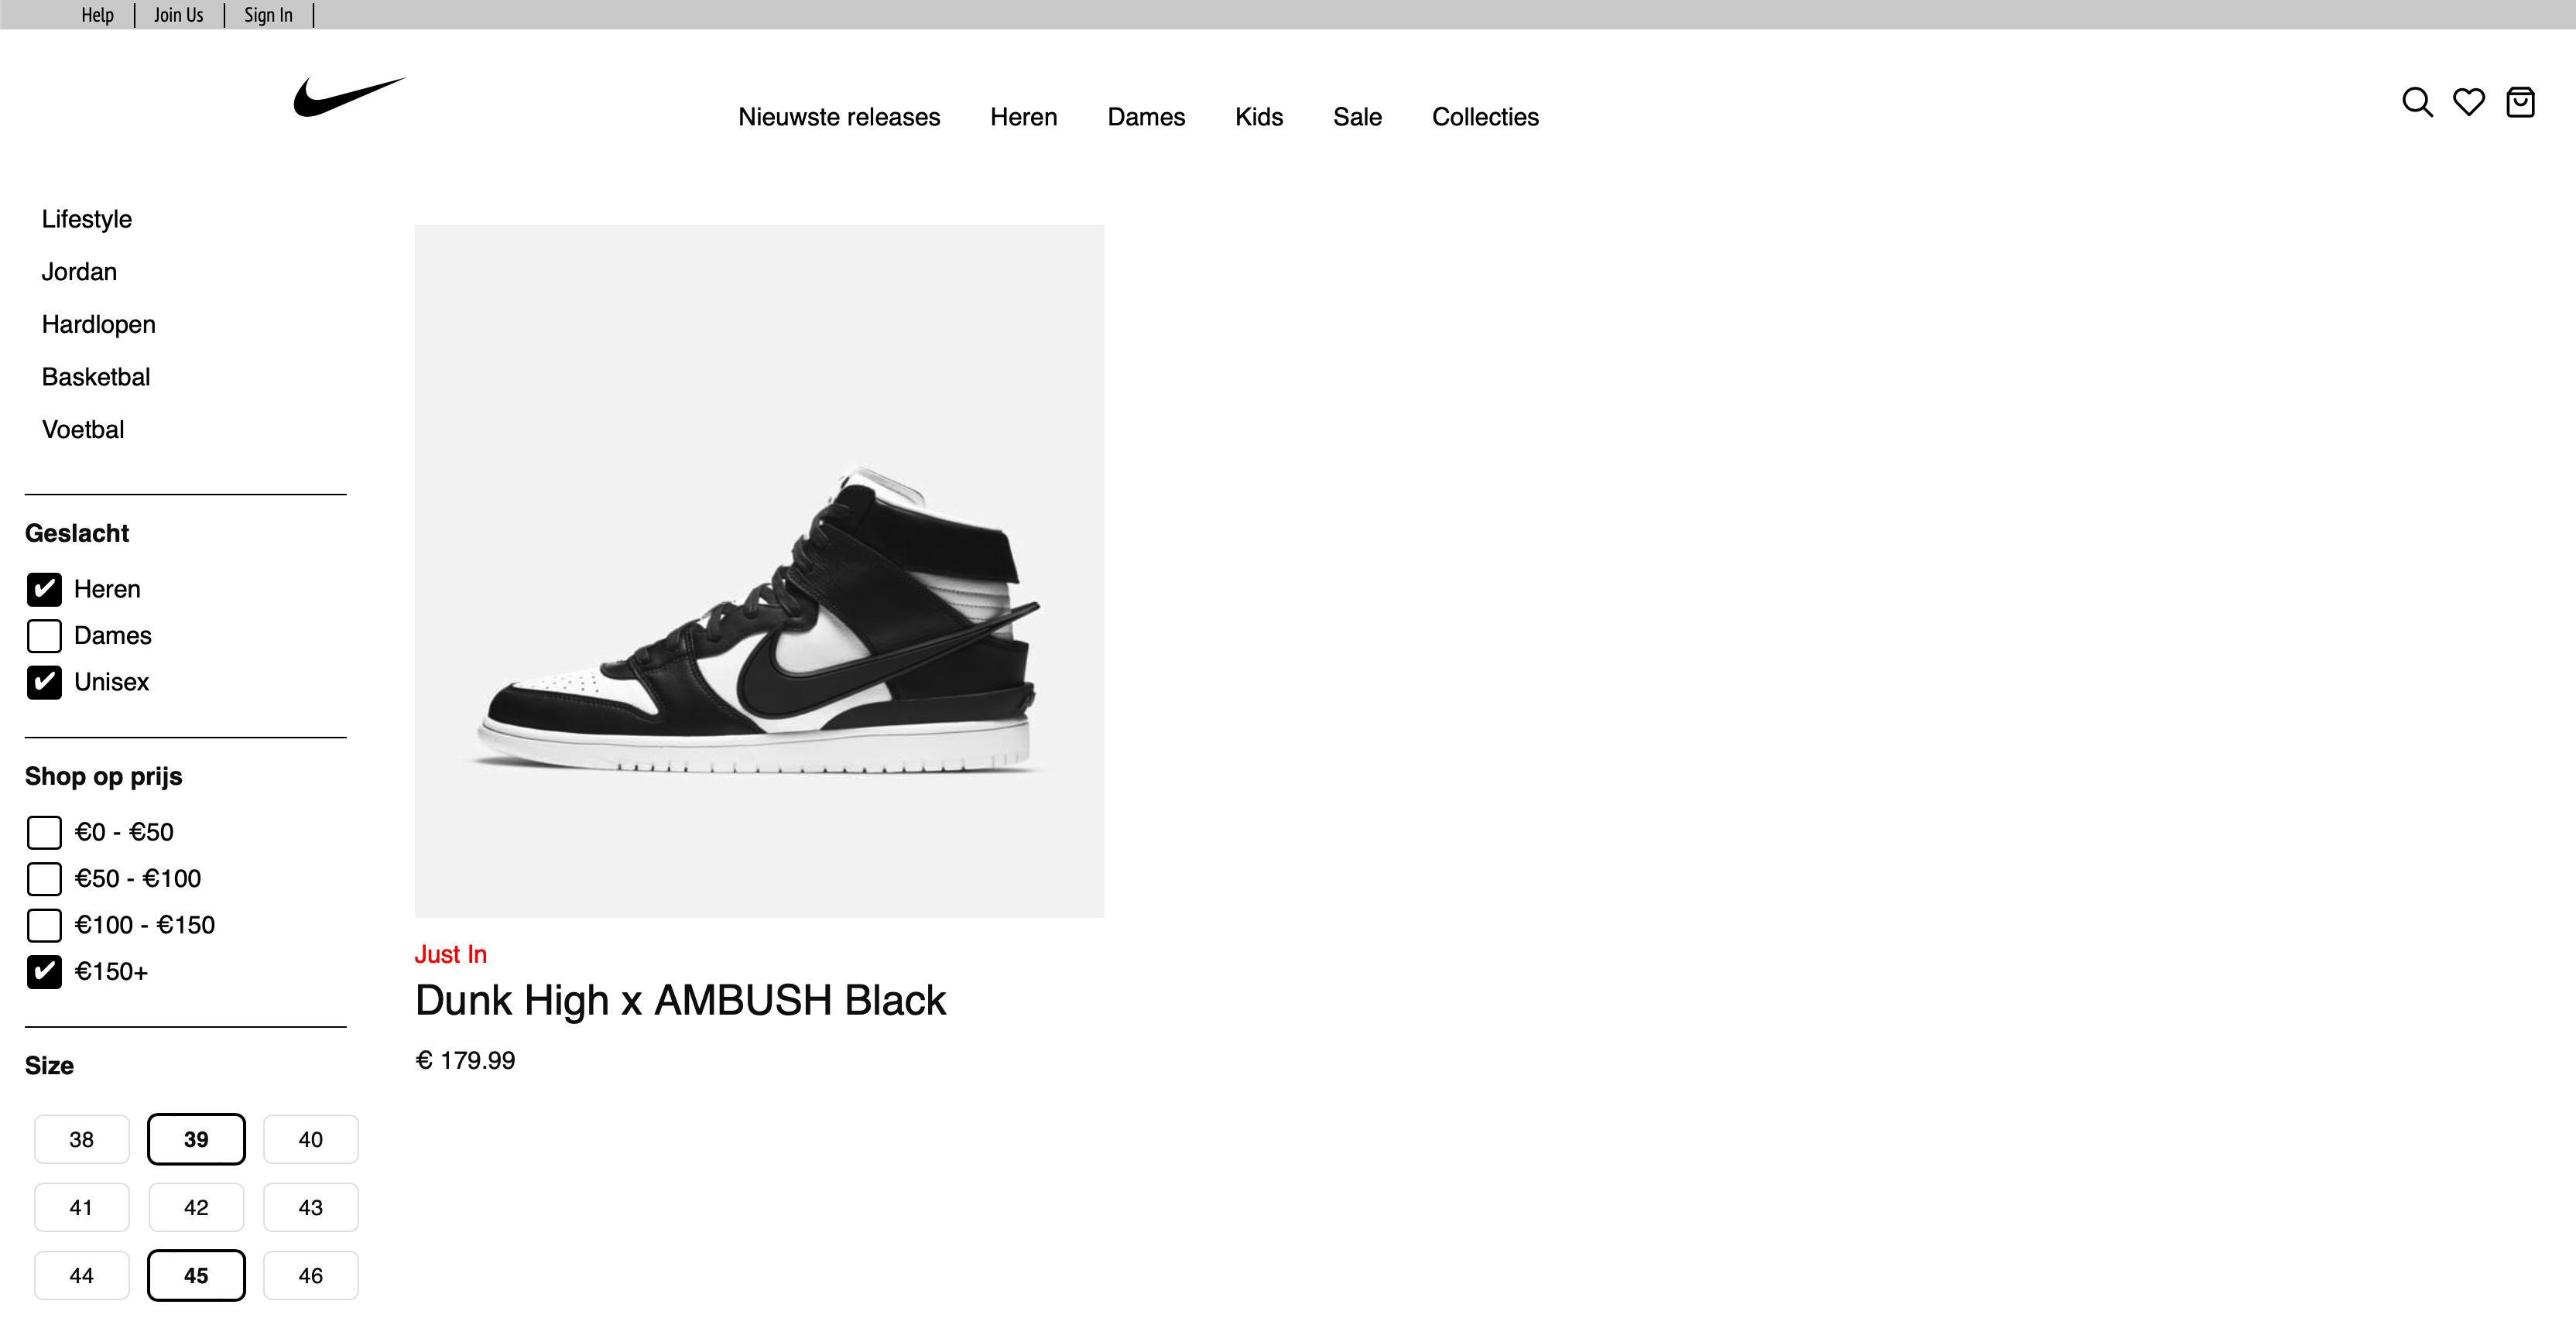 Help
Join Us
Sign In
Nieuwste releases
Heren
Dames
Kids
Sale
Collecties
Lifestyle
Jordan
Hardlopen
Basketbal
Voetbal
Geslacht
Heren
Dames
Unisex
Shop op prijs
€0 - €50
€50 - €100
€100 - €150
€150+
Size
38
39
40
41
42
43
44
45
46
Just In
Dunk High x AMBUSH Black
€ 179.99